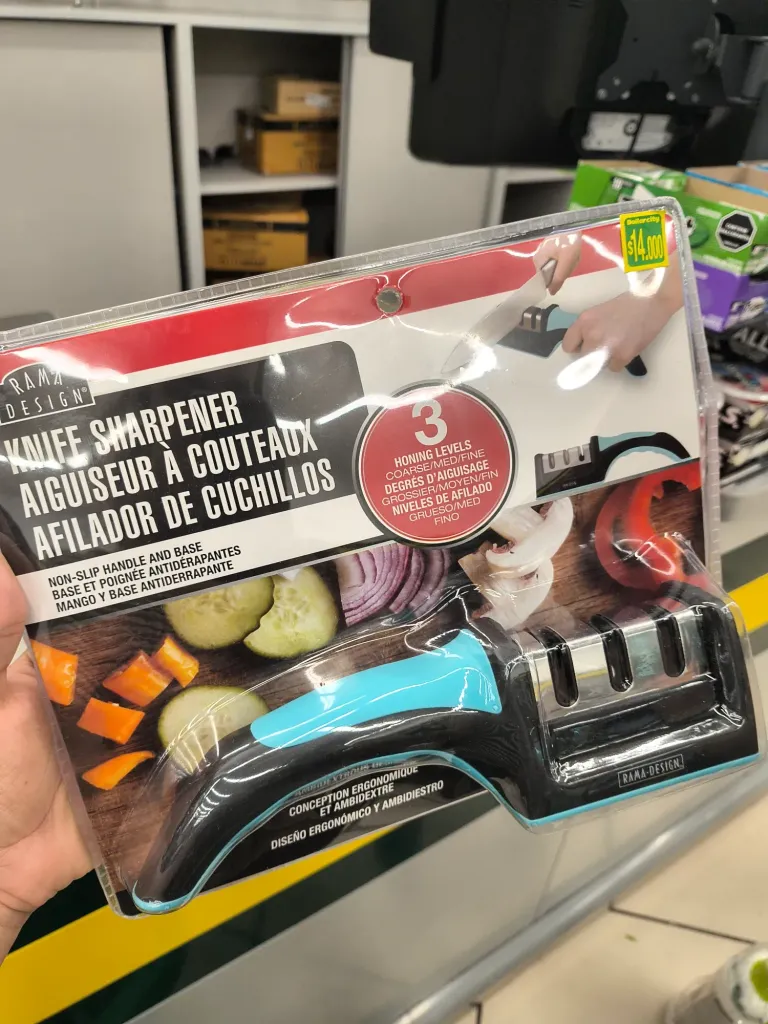 Dollarcity
$14.000
RAMA
DESIGN®
KNIFE SHARPENER
AIGUISEUR À COUTEAUX
AFILADOR DE CUCHILLOS
NON-SLIP HANDLE AND BASE
BASE ET POIGNÉE ANTIDÉRAPANTES
MANGO Y BASE ANTIDERRAPANTE
3
HONING LEVELS
COARSE/MED/FINE
DEGRÉS D'AIGUISAGE
GROSSIER/MOYEN/FIN
NIVELES DE AFILADO
GRUESO/MED
FINO
CONCEPTION ERGONOMIQUE
ET AMBIDEXTRE
DISEÑO ERGONÓMICO Y AMBIDIESTRO
RAMA-DESIGN